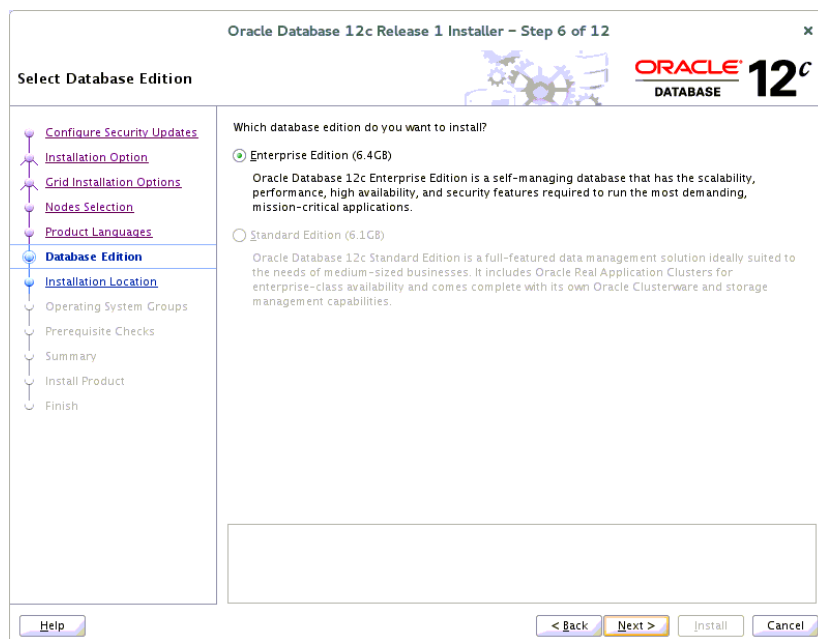 Oracle Database 12c Release 1 Installer – Step 6 of 12
Select Database Edition
ORACLE
DATABASE
12c
Configure Security Updates
Installation Option
Grid Installation Options
Nodes Selection
Product Languages
Database Edition
Installation Location
Operating System Groups
Prerequisite Checks
Summary
Install Product
Finish
Which database edition do you want to install?
Enterprise Edition (6.4GB)
Oracle Database 12c Enterprise Edition is a self-managing database that has the scalability,
performance, high availability, and security features required to run the most demanding,
mission-critical applications.
Standard Edition (6.1GB)
Oracle Database 12c Standard Edition is a full-featured data management solution ideally suited to
the needs of medium-sized businesses. It includes Oracle Real Application Clusters for
enterprise-class availability and comes complete with its own Oracle Clusterware and storage
management capabilities.
Help
< Back
Next >
Install
Cancel